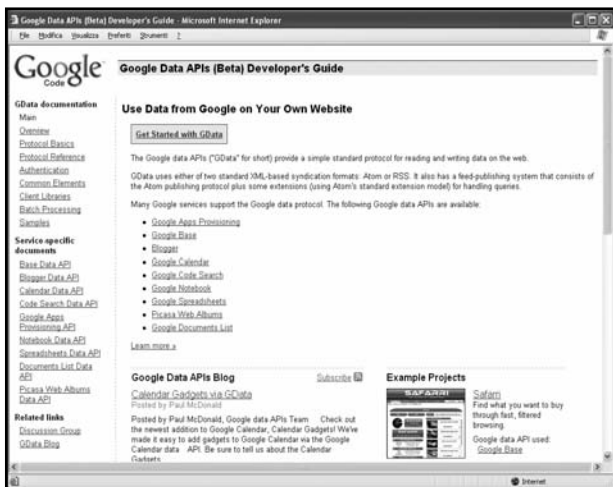 Google Data APIs (Beta) Developer's Guide - Microsoft Internet Explorer
File Modifica Visualizza Preferiti Strumenti ?
Google
Code
Google Data APIs (Beta) Developer's Guide
GData documentation
Main
Overview
Protocol Basics
Protocol Reference
Authentication
Common Elements
Client Libraries
Batch Processing
Samples
Service specific
documents
Base Data API
Blogger Data API
Calendar Data API
Code Search Data API
Google Apps
Provisioning API
Notebook Data API
Spreadsheets Data API
Documents List Data
API
Picasa Web Albums
Data API
Related links
Discussion Group
GData Blog
Use Data from Google on Your Own Website
Get Started with GData
The Google data APIs ("GData" for short) provide a simple standard protocol for reading and writing data on the web.
GData uses either of two standard XML-based syndication formats: Atom or RSS. It also has a feed-publishing system that consists of
the Atom publishing protocol plus some extensions (using Atom's standard extension model) for handling queries.
Many Google services support the Google data protocol. The following Google data APIs are available:
Google Apps Provisioning
Google Base
Blogger
Google Calendar
Google Code Search
Google Notebook
Google Spreadsheets
Picasa Web Albums
Google Documents List
Learn more »
Google Data APIs Blog
Subscribe
Calendar Gadgets via GData
Posted by Paul McDonald
Posted by Paul McDonald, Google data APIs Team Check out
the newest addition to Google Calendar, Calendar Gadgets! We've
made it easy to add gadgets to Google Calendar via the Google
Calendar data API. Be sure to tell us about the Calendar
Gadgets
Example Projects
SAFARRI
Safarri
Find what you want to buy
through fast, filtered
browsing.
Google data API used:
Google Base
Internet